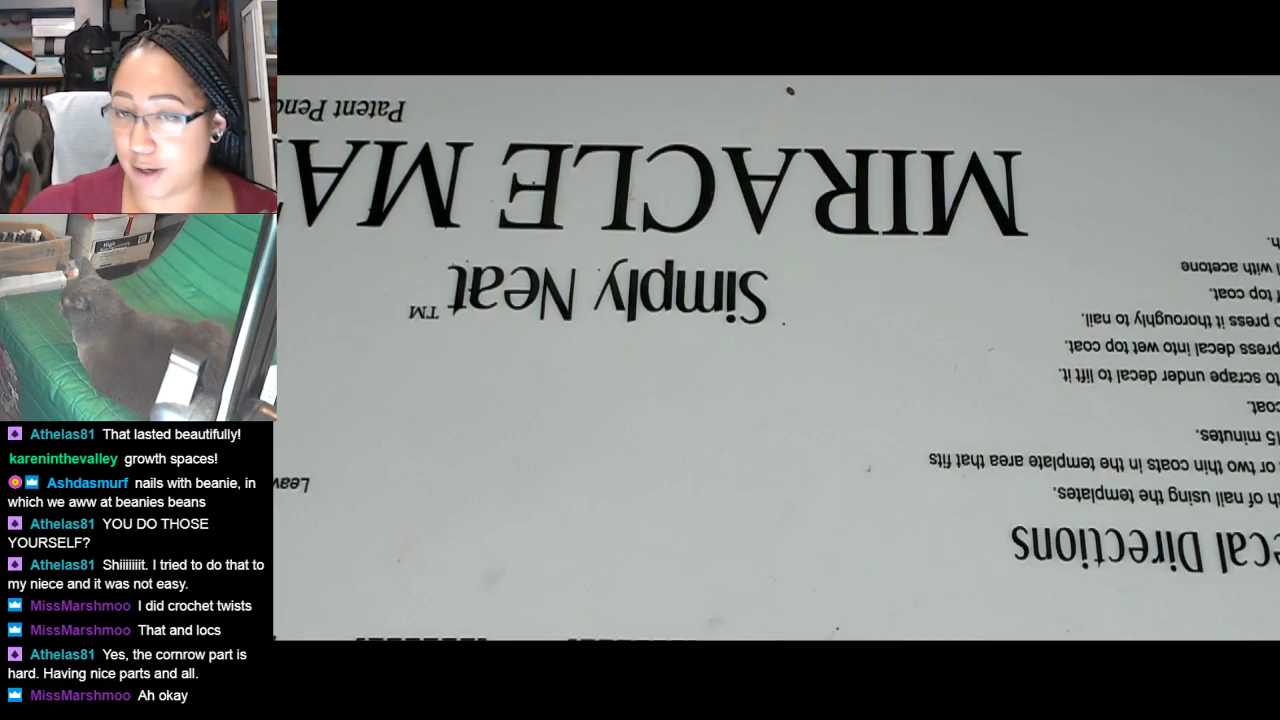 Athelas81 That lasted beautifully!
kareninthevalley growth spaces!
Ashdasmurf nails with beanie, in
which we aww at beanies beans
Athelas81 YOU DO THOSE
YOURSELF?
Athelas81 Shiiiiiiit. I tried to do that to
my niece and it was not easy.
MissMarshmoo I did crochet twists
MissMarshmoo That and locs
Athelas81 Yes, the cornrow part is
hard. Having nice parts and all.
MissMarshmoo Ah okay
ecal Directions
th of nail using the templates.
or two thin coats in the template area that fits
15 minutes.
coat.
to scrape under decal to lift it.
press decal into wet top coat.
press it thoroughly to nail.
top coat.
with acetone
Leav
Simply Neat™
MIRACLE MA
Patent Pend